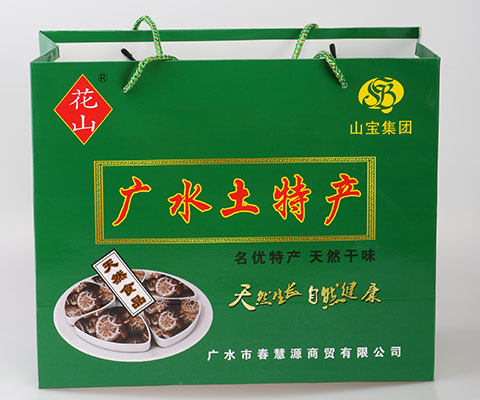 花山
®
SB
山宝集团
广水土特产
名优特产 天然干味
天然食品
天然生长 自然健康
广水市春慧源商贸有限公司